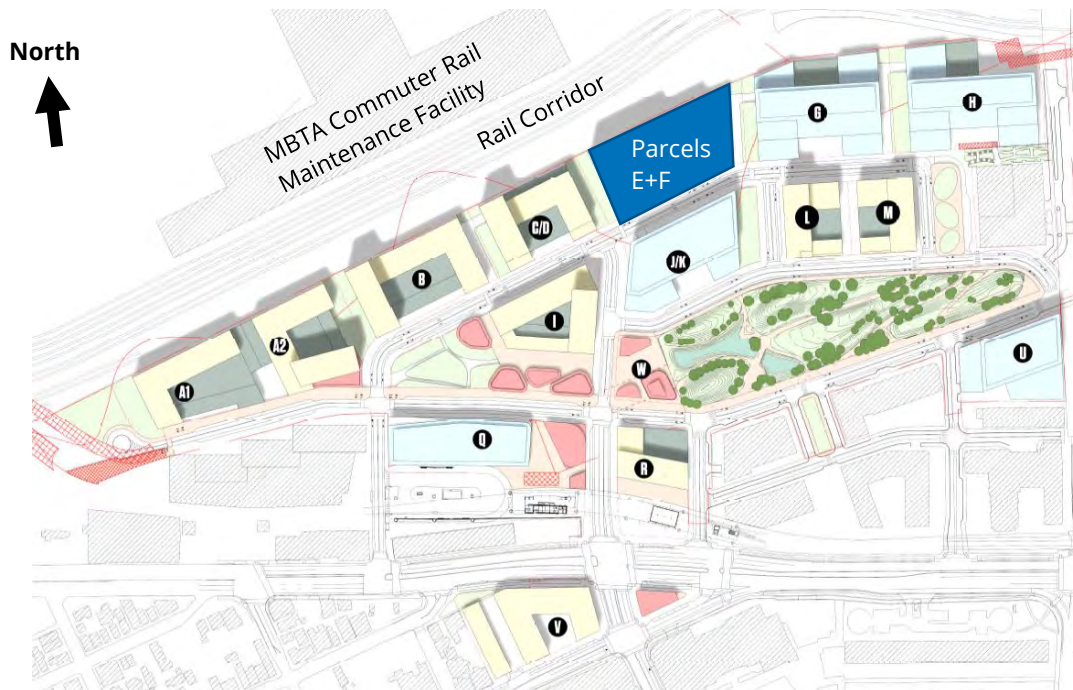 North
MBTA Commuter Rail
Maintenance Facility
Rail Corridor
Parcels
E+F
G
H
L
M
C/D
J/K
B
I
A2
A1
W
U
Q
R
V